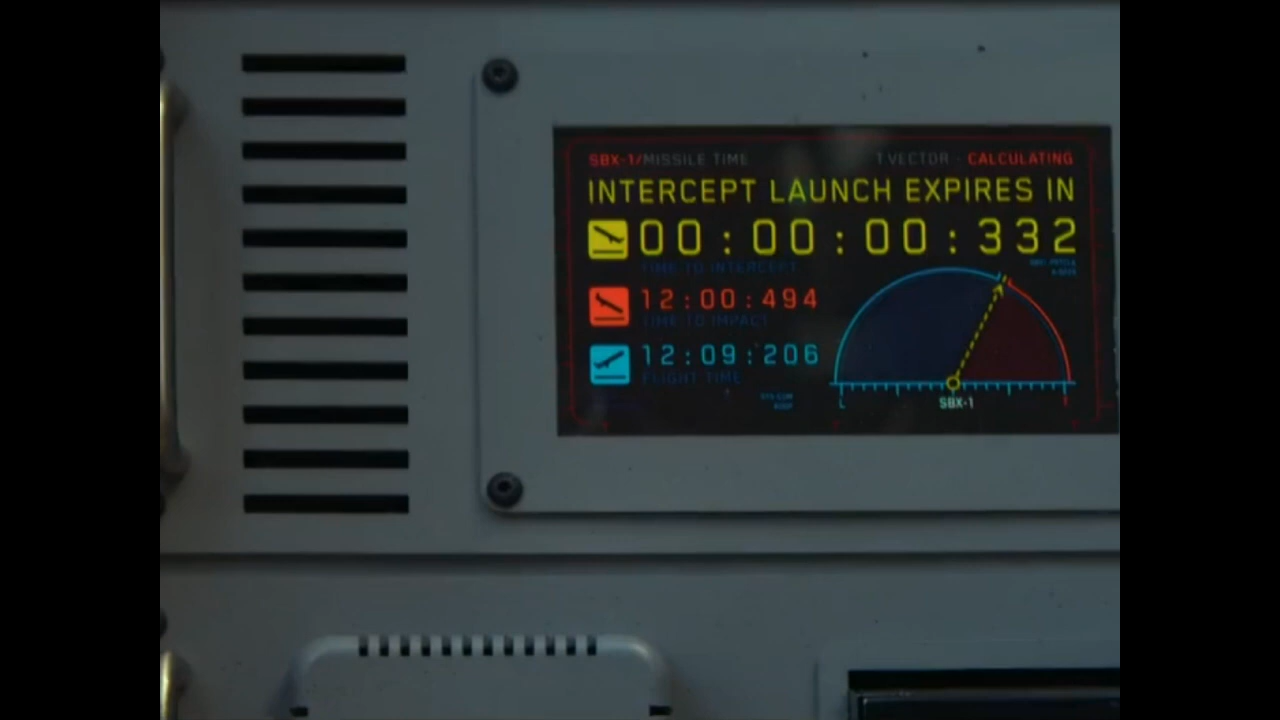 SBX-1/MISSILE TIME
T VECTOR - CALCULATING
INTERCEPT LAUNCH EXPIRES IN
00:00:00:332
TIME TO INTERCEPT
12:00:494
TIME TO IMPACT
12:09:206
FLIGHT TIME
SBX-1
L
T